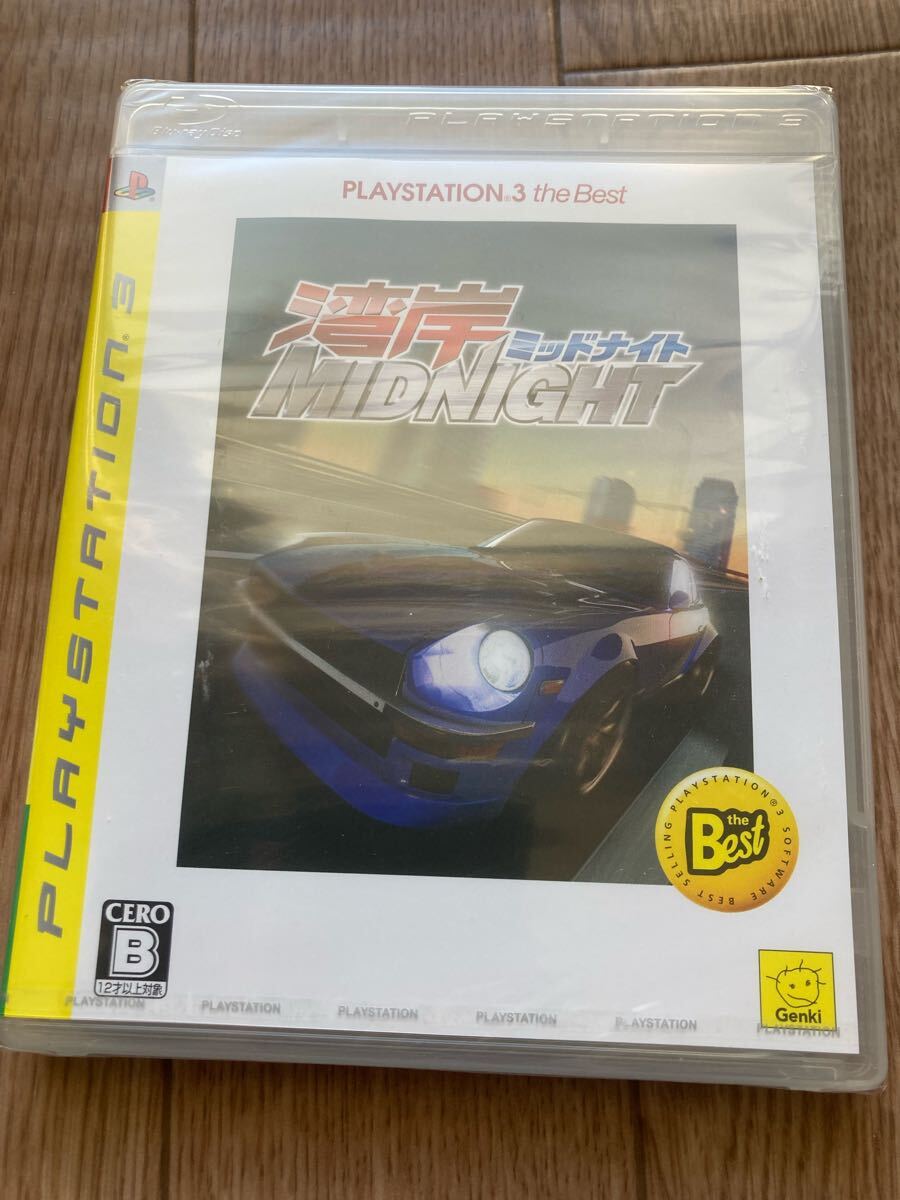 Blu-ray Disc
PLAYSTATION 3
PLAYSTATION®3 the Best
PLAYSTATION®3
湾岸
ミッドナイト
MIDNIGHT
BEST SELLING PLAYSTATION®3 SOFTWARE
the
Best
CERO
B
12才以上対象
Genki
PLAYSTATION PLAYSTATION PLAYSTATION PLAYSTATION PLAYSTATION PLAYSTATION